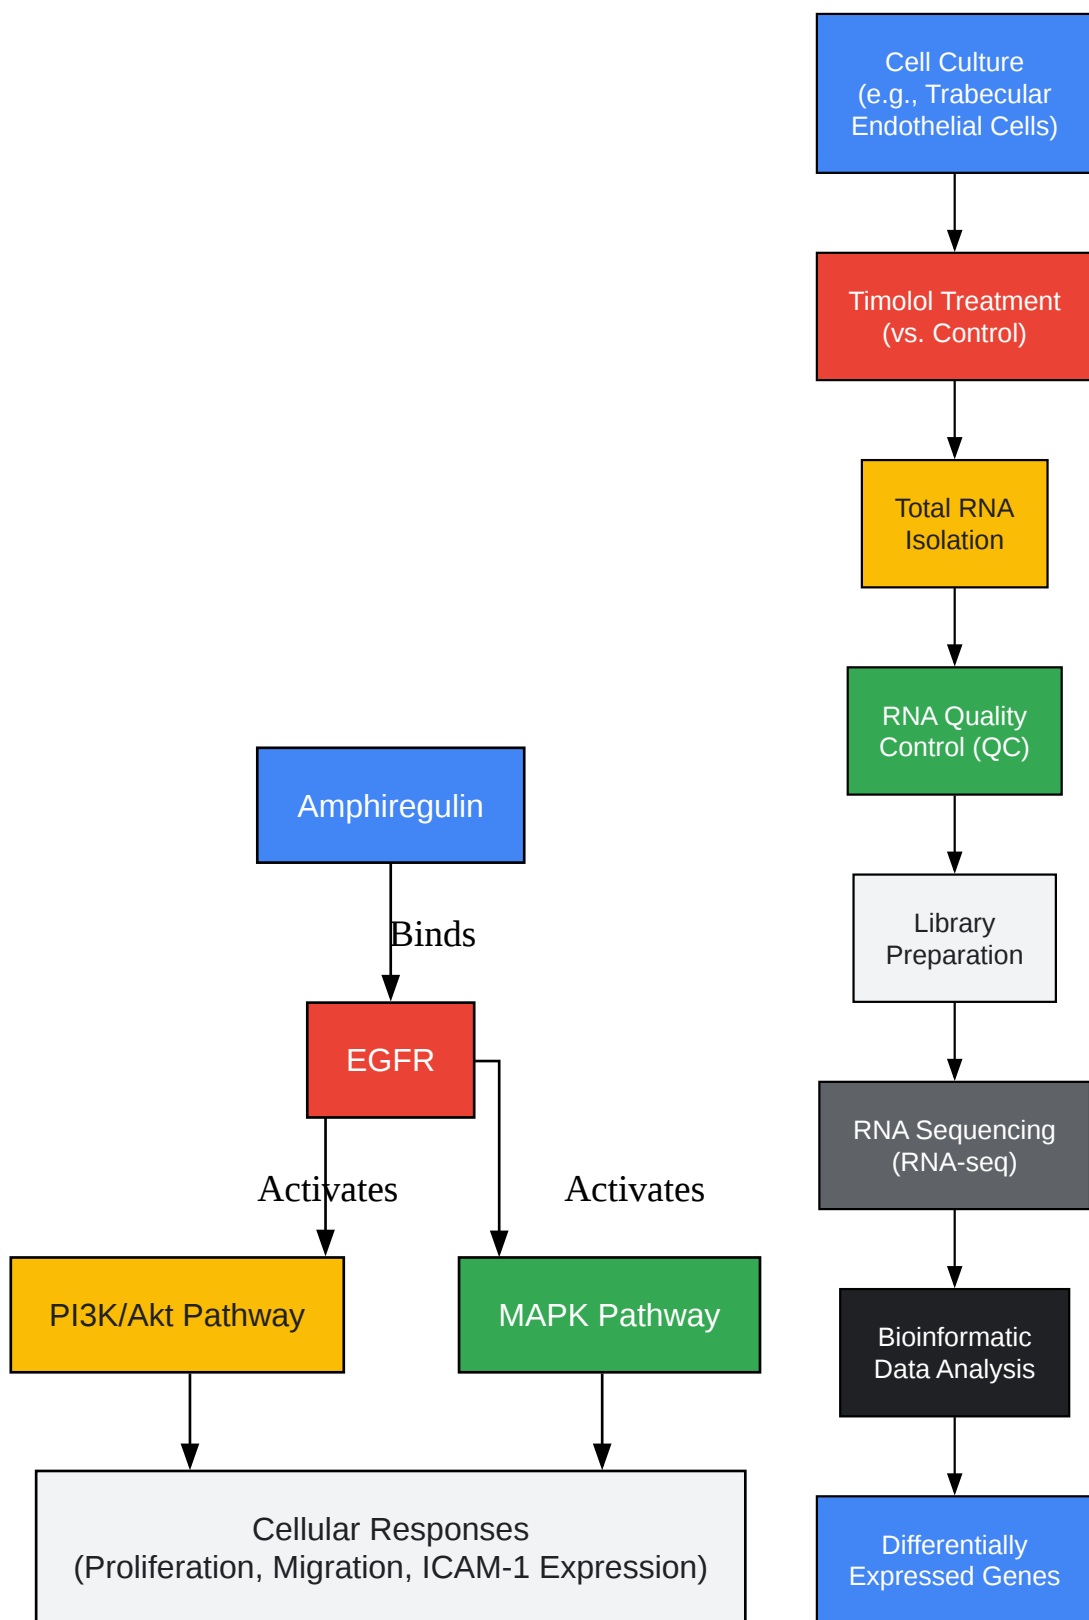 Cell Culture
(e.g., Trabecular
Endothelial Cells)
Timolol Treatment
(vs. Control)
Total RNA
Isolation
RNA Quality
Control (QC)
Library
Preparation
RNA Sequencing
(RNA-seq)
Bioinformatic
Data Analysis
Differentially
Expressed Genes
Amphiregulin
Binds
EGFR
Activates
Activates
PI3K/Akt Pathway
MAPK Pathway
Cellular Responses
(Proliferation, Migration, ICAM-1 Expression)